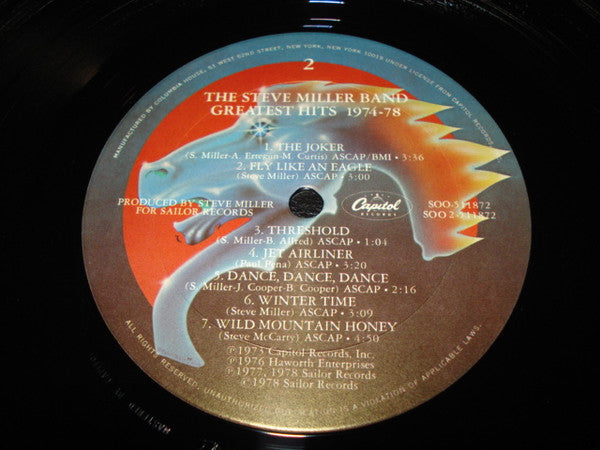 MANUFACTURED BY COLUMBIA HOUSE, 51 WEST 52ND STREET, NEW YORK, NEW YORK 10019 UNDER LICENSE FROM CAPITOL RECORDS
2
THE STEVE MILLER BAND
GREATEST HITS 1974-78
1. THE JOKER
(S. Miller-A. Ertegun-M. Curtis) ASCAP/BMI • 3:36
2. FLY LIKE AN EAGLE
(Steve Miller) ASCAP • 3:00
PRODUCED BY STEVE MILLER
FOR SAILOR RECORDS
Capitol
RECORDS
SOO-511872
SOO 2-511872
3. THRESHOLD
(S. Miller-B. Allred) ASCAP • 1:04
4. JET AIRLINER
(Paul Pena) ASCAP • 3:20
5. DANCE, DANCE, DANCE
(S. Miller-J. Cooper-B. Cooper) ASCAP • 2:16
6. WINTER TIME
(Steve Miller) ASCAP • 3:09
7. WILD MOUNTAIN HONEY
(Steve McCarty) ASCAP • 4:50
℗1973 Capitol Records, Inc.
℗1976 Haworth Enterprises
℗1977, 1978 Sailor Records
℗1978 Sailor Records
ALL RIGHTS RESERVED. UNAUTHORIZED DUPLICATION IS A VIOLATION OF APPLICABLE LAWS.